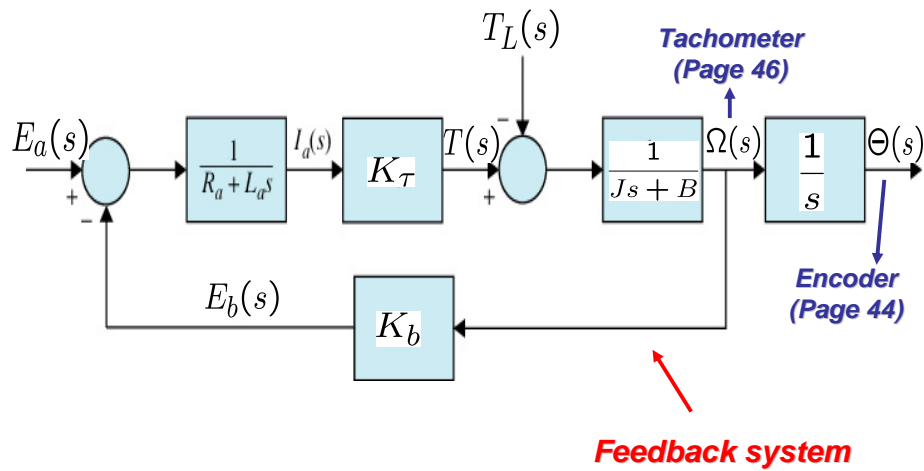 T_L(s)
Tachometer
(Page 46)
E_a(s)
+
−
1
R_a + L_a s
I_a(s)
K_τ
T(s)
−
+
1
Js + B
Ω(s)
1
s
Θ(s)
Encoder
(Page 44)
E_b(s)
K_b
Feedback system